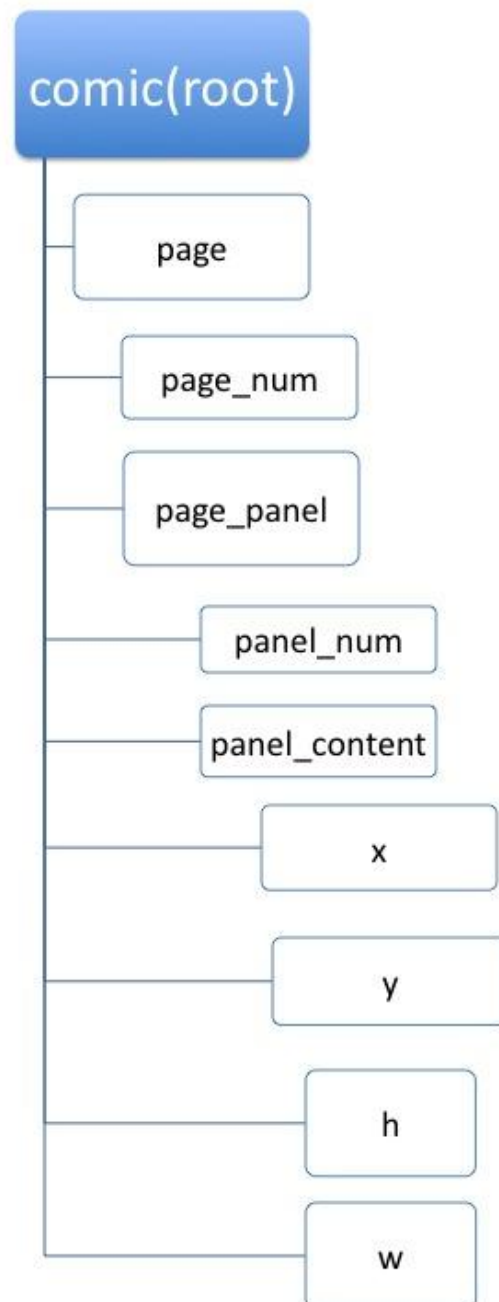 comic(root)
page
page_num
page_panel
panel_num
panel_content
x
y
h
w